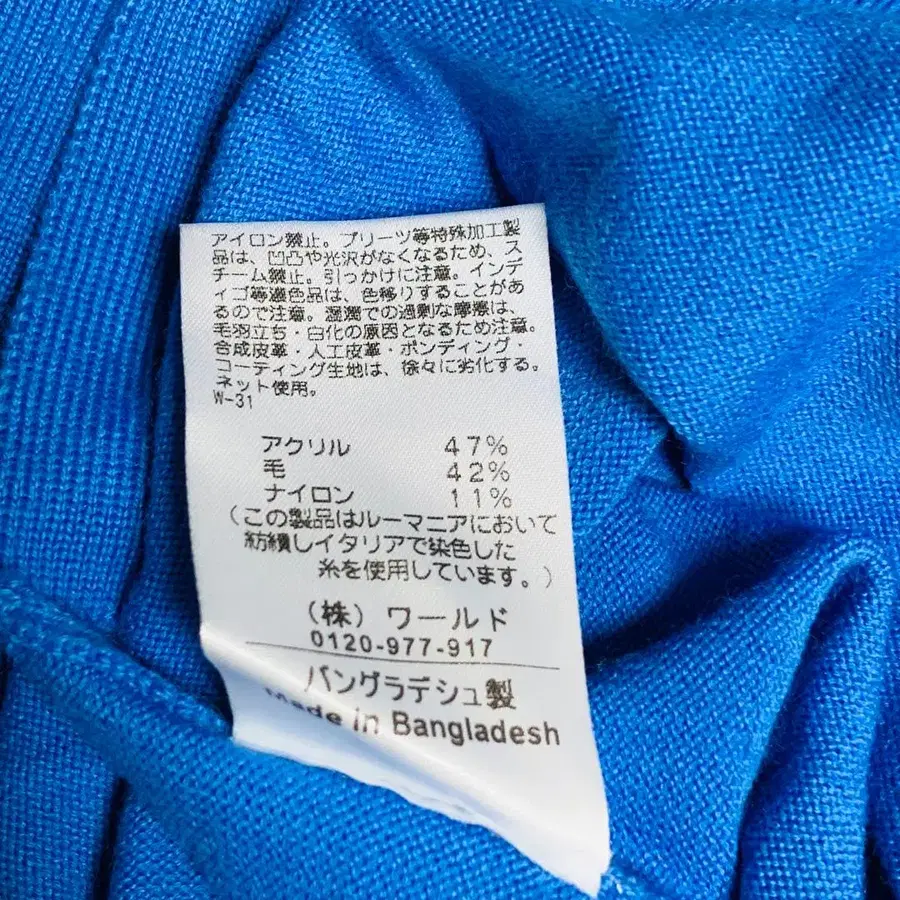 アイロン禁止。プリーツ等特殊加工製
品は、凹凸や光沢がなくなるため、ス
チーム禁止。引っかけに注意。インディ
ィゴ等濃色品は、色移りすることがあ
るので注意。湿潤での過剰な摩擦は、
毛羽立ち・白化の原因となるため注意。
合成皮革・人工皮革・ボンディング・
コーティング生地は、徐々に劣化する。
ネット使用。
W-31
アクリル 47%
毛 42%
ナイロン 11%
(この製品はルーマニアにおいて
紡績しイタリアで染色した
糸を使用しています。)
(株) ワールド
0120-977-917
バングラデシュ製
Made in Bangladesh